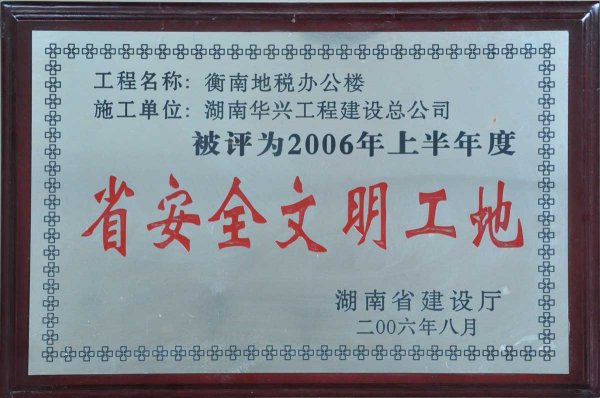 工程名称：衡南地税办公楼
施工单位：湖南华兴工程建设总公司
被评为2006年上半年度
省安全文明工地
湖南省建设厅
二00六年八月